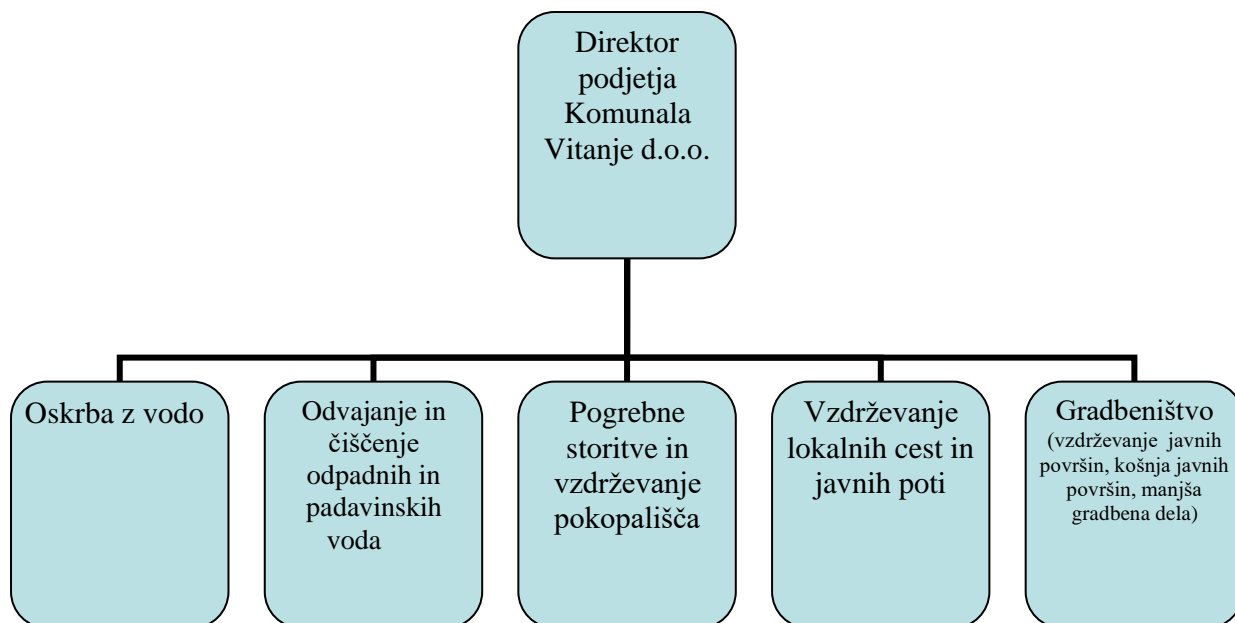 Direktor
podjetja
Komunala
Vitanje d.o.o.
Oskrba z vodo
Odvajanje in
čiščenje
odpadnih in
padavinskih
voda
Pogrebne
storitve in
vzdrževanje
pokopališča
Vzdrževanje
lokalnih cest in
javnih poti
Gradbeništvo
(vzdrževanje javnih
površin, košnja javnih
površin, manjša
gradbena dela)